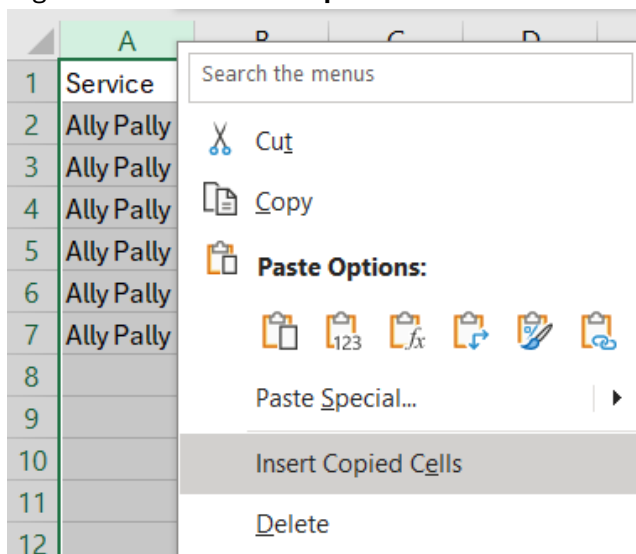 A
1 Service
2 Ally Pally
3 Ally Pally
4 Ally Pally
5 Ally Pally
6 Ally Pally
7 Ally Pally
8
9
10
11
12
Search the menus
Cut
Copy
Paste Options:
123
fx
Paste Special...
Insert Copied Cells
Delete